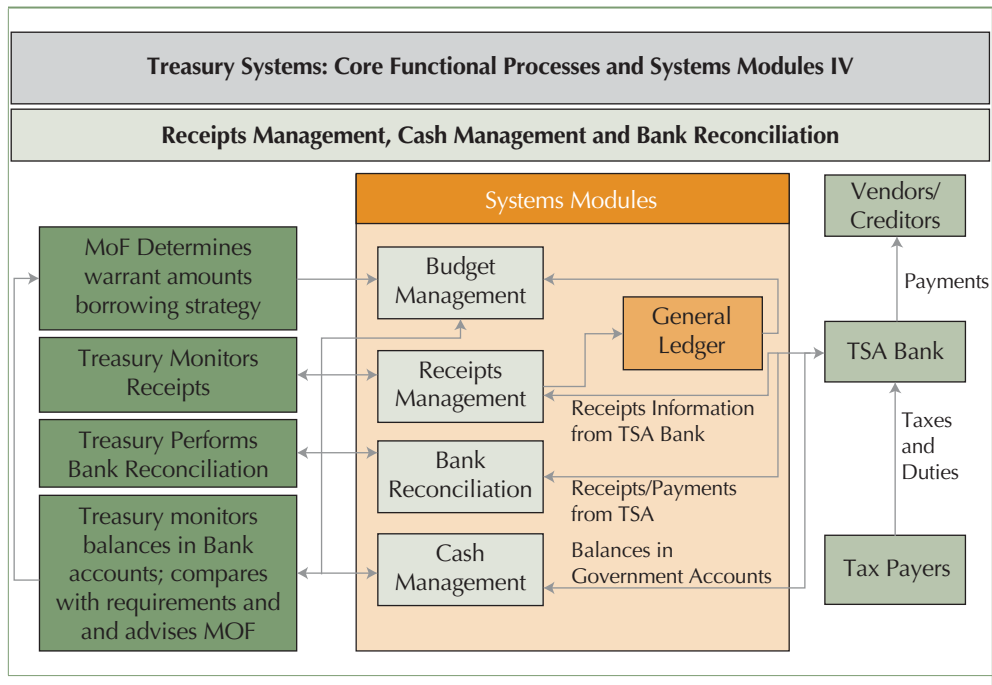 Treasury Systems: Core Functional Processes and Systems Modules IV
Receipts Management, Cash Management and Bank Reconciliation
MoF Determines
warrant amounts
borrowing strategy
Treasury Monitors
Receipts
Treasury Performs
Bank Reconciliation
Treasury monitors
balances in Bank
accounts; compares
with requirements and
and advises MOF
Systems Modules
Budget
Management
General
Ledger
Receipts
Management
Receipts Information
from TSA Bank
Bank
Reconciliation
Receipts/Payments
from TSA
Cash
Management
Balances in
Government Accounts
Vendors/
Creditors
Payments
TSA Bank
Taxes
and
Duties
Tax Payers